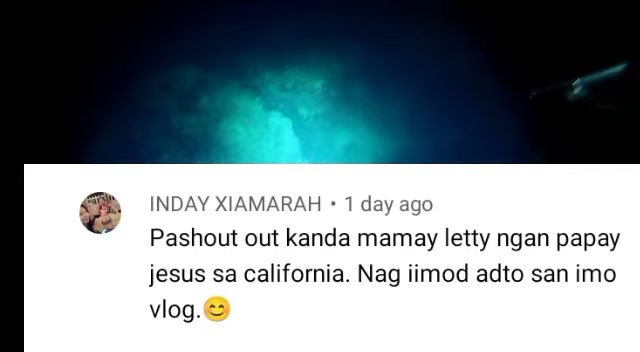 INDAY XIAMARAH • 1 day ago
Pashout out kanda mamay letty ngan papay
jesus sa california. Nag iimod adto san imo
vlog.😊